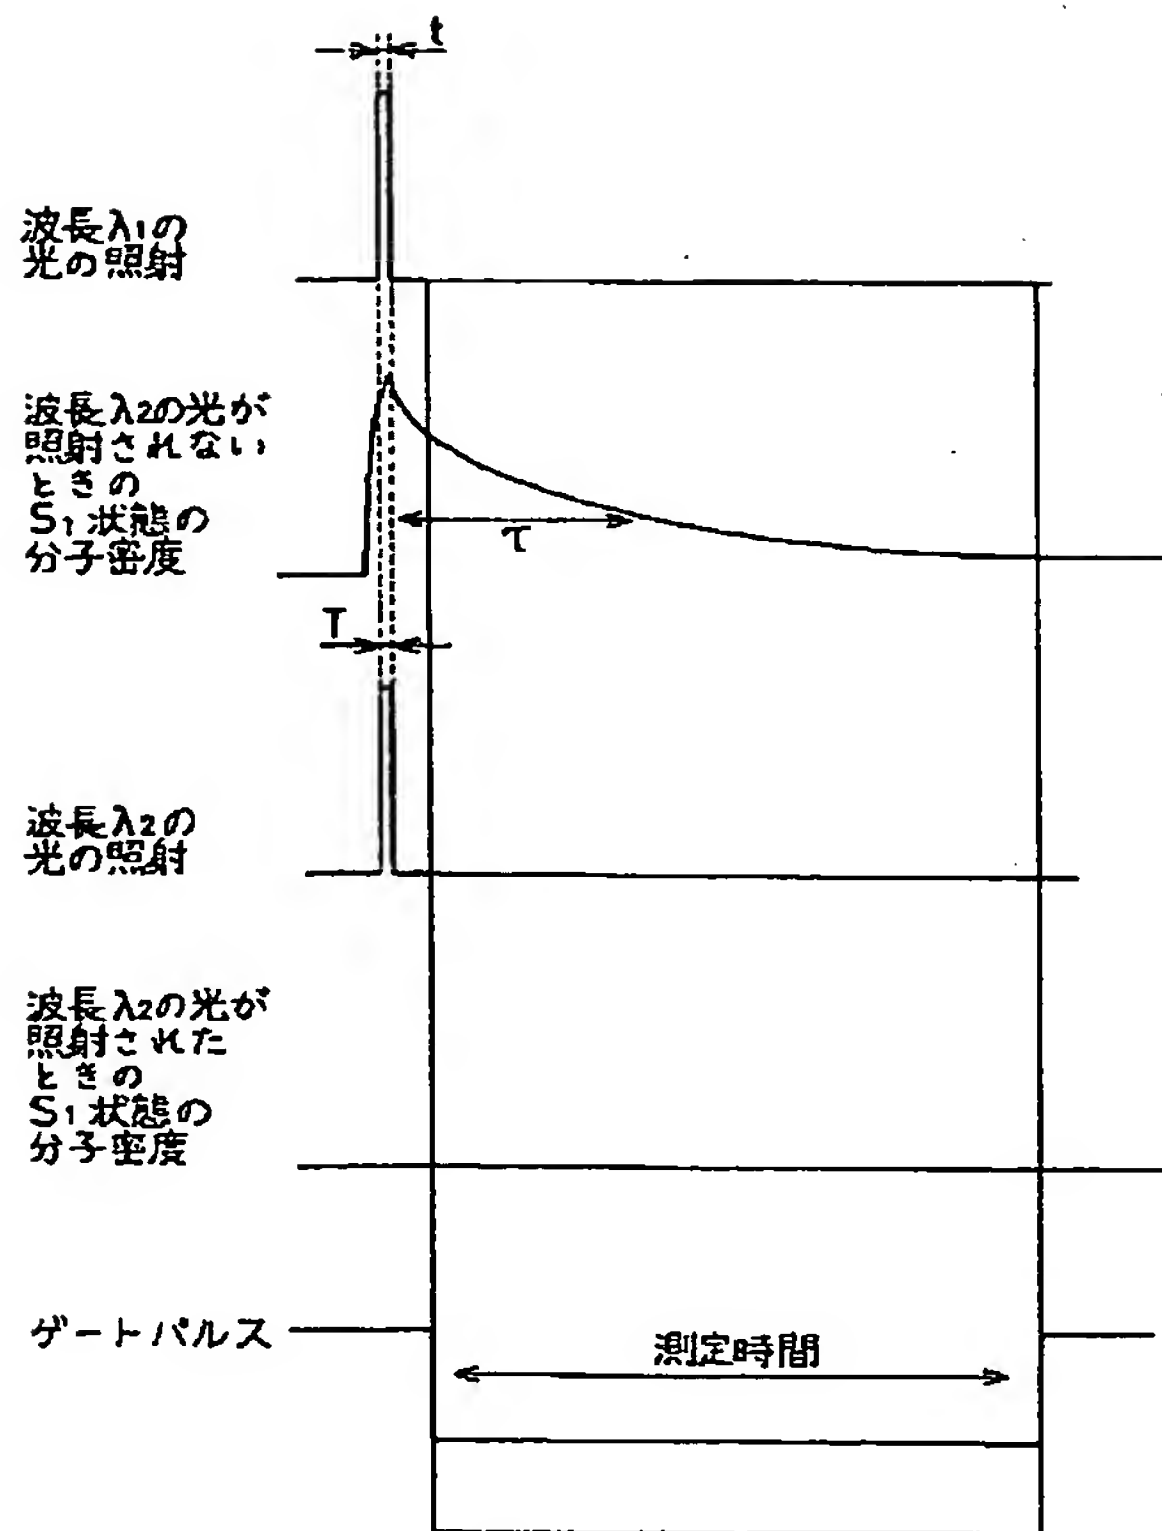 t
波長λ1の
光の照射
波長λ2の光が
照射されない
ときの
S1状態の
分子密度
τ
T
波長λ2の
光の照射
波長λ2の光が
照射された
ときの
S1状態の
分子密度
ゲートパルス
測定時間